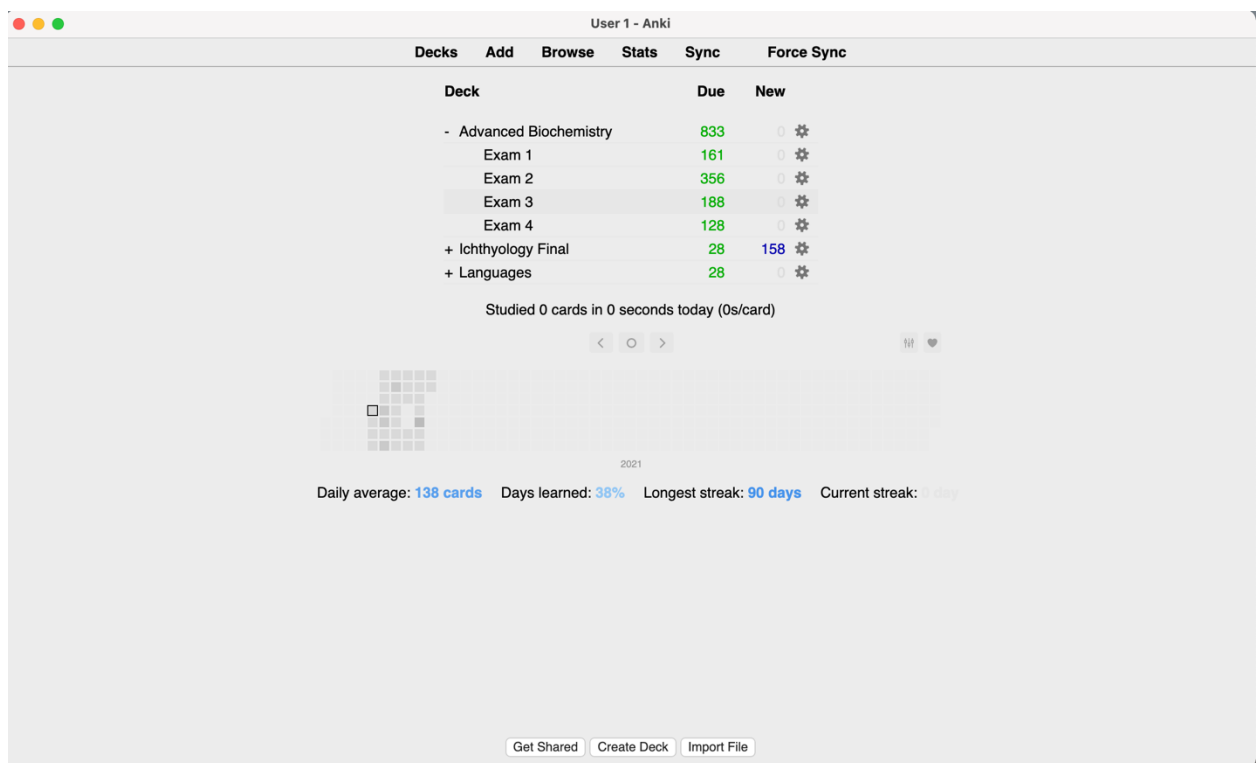 User 1 - Anki
Decks Add Browse Stats Sync Force Sync
Deck Due New
- Advanced Biochemistry 833 0
Exam 1 161 0
Exam 2 356 0
Exam 3 188 0
Exam 4 128 0
+ Ichthyology Final 28 158
+ Languages 28 0
Studied 0 cards in 0 seconds today (0s/card)
2021
Daily average: 138 cards Days learned: 38% Longest streak: 90 days Current streak: 0 day
Get Shared Create Deck Import File